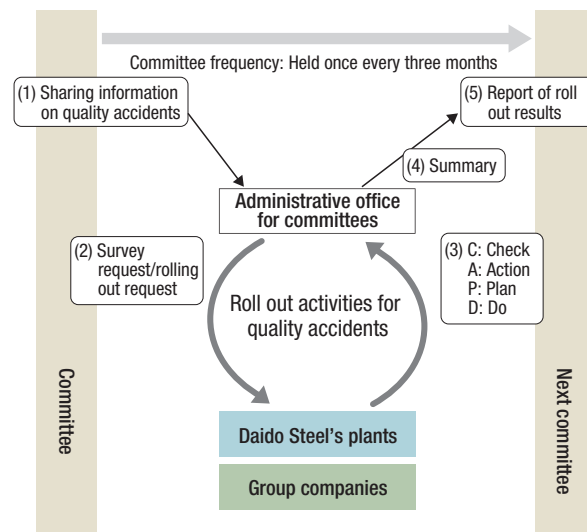 Committee frequency: Held once every three months
(1) Sharing information
on quality accidents
(5) Report of roll
out results
(4) Summary
Administrative office
for committees
(2) Survey
request/rolling
out request
(3) C: Check
A: Action
P: Plan
D: Do
Roll out activities for
quality accidents
Committee
Next committee
Daido Steel's plants
Group companies